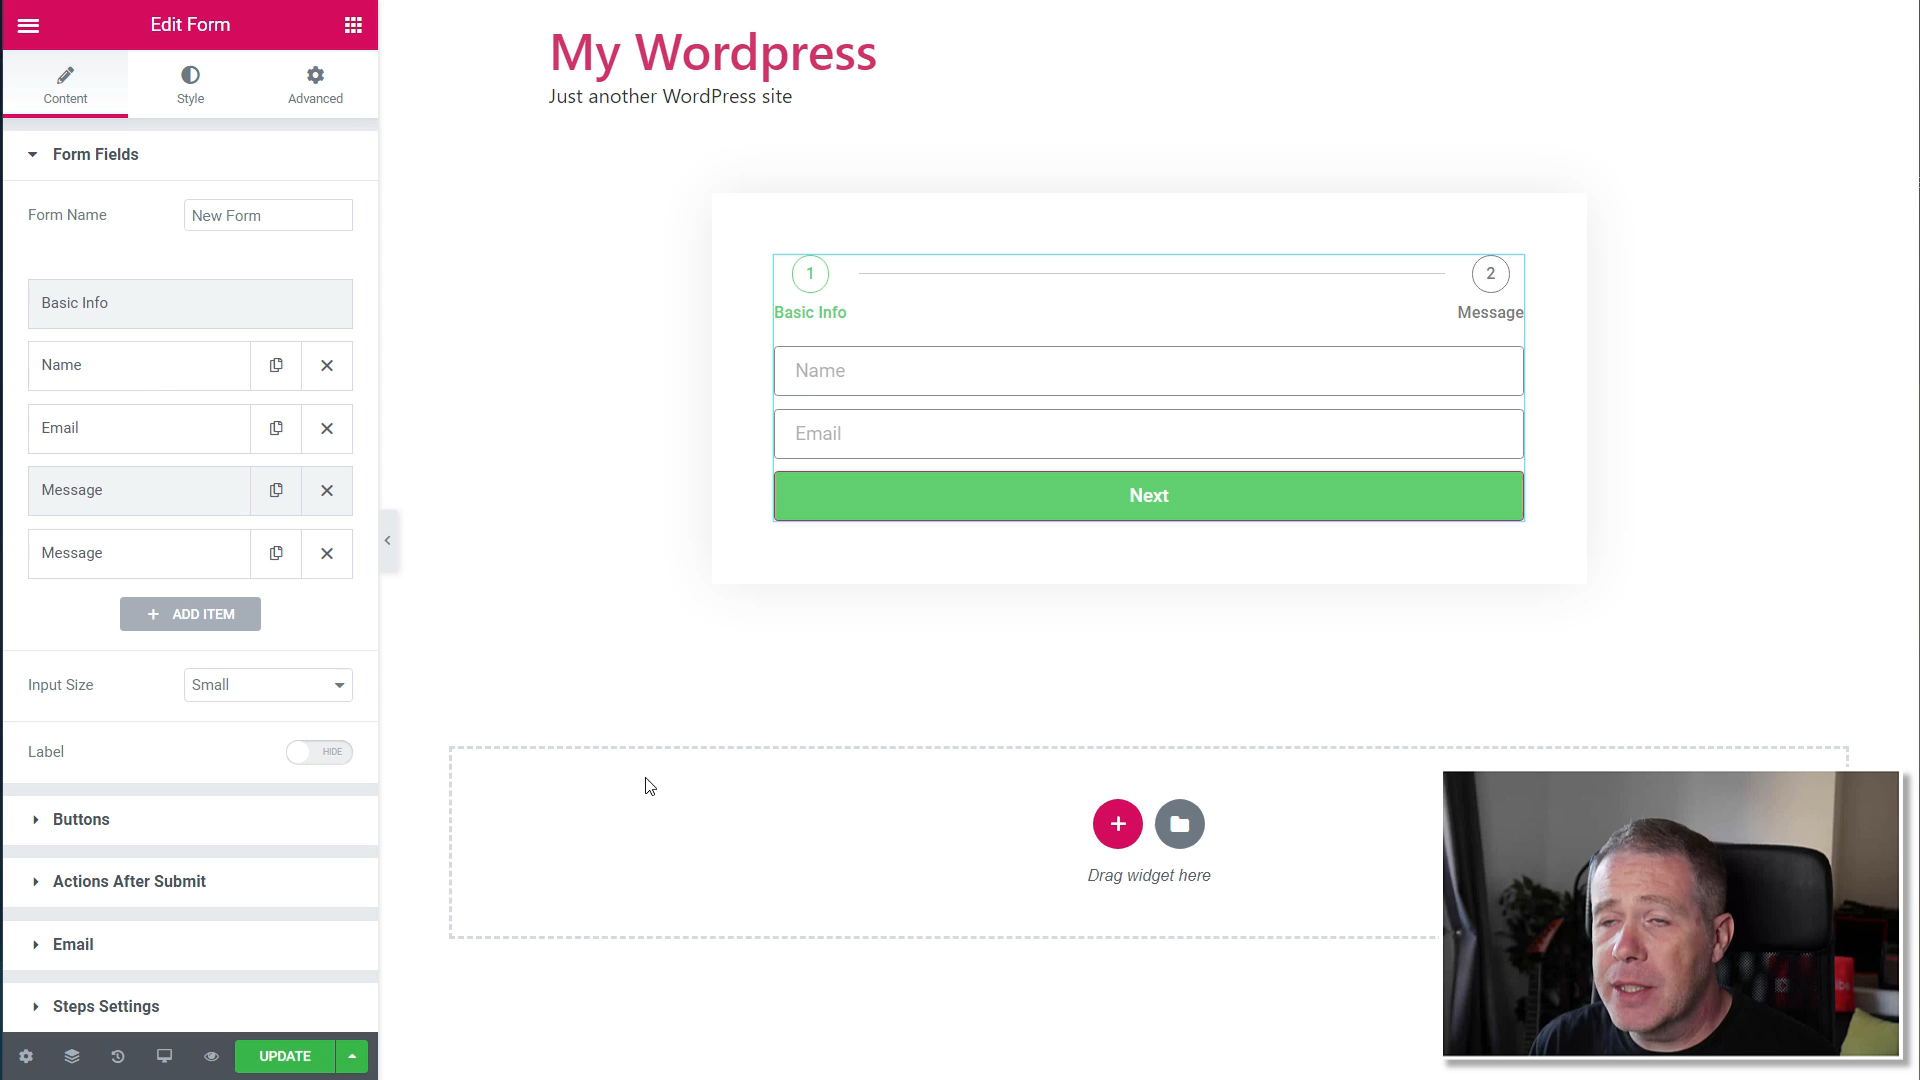 Edit Form
Content
Style
Advanced
Form Fields
Form Name
New Form
Basic Info
Name
Email
Message
Message
+ ADD ITEM
Input Size
Small
Label
HIDE
Buttons
Actions After Submit
Email
Steps Settings
UPDATE
My Wordpress
Just another WordPress site
1
2
Basic Info
Message
Name
Email
Next
Drag widget here